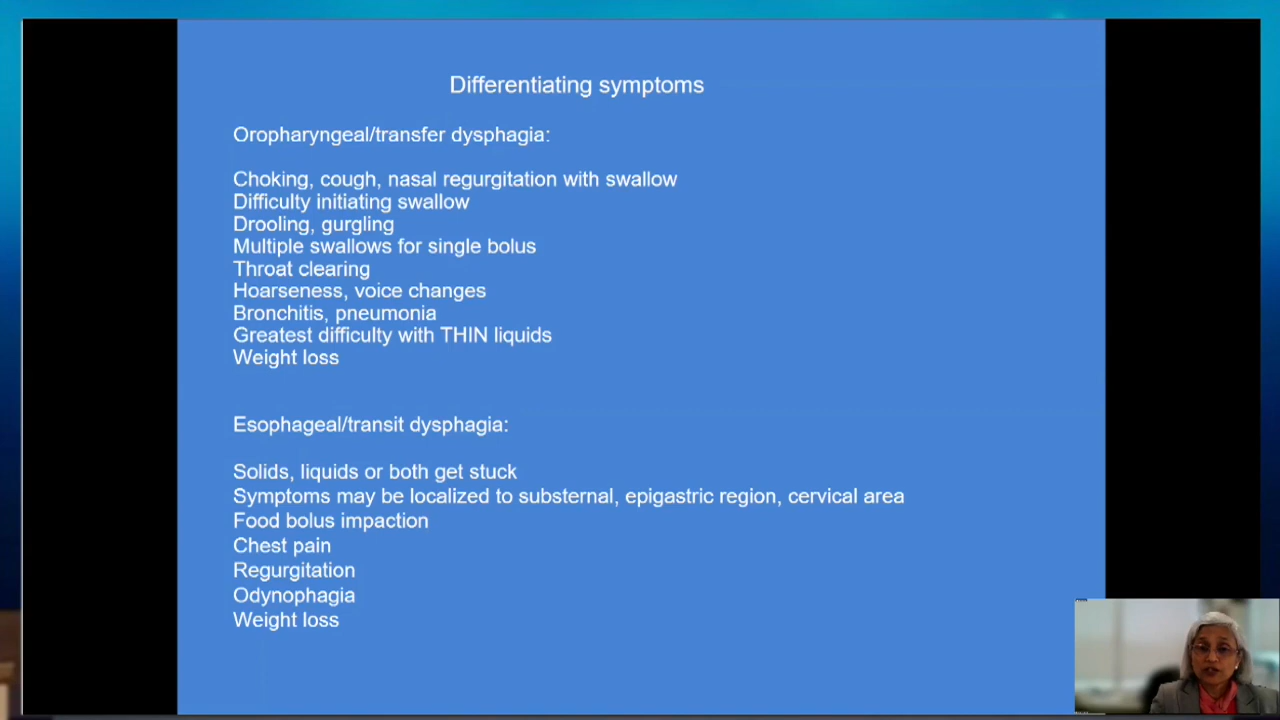 Differentiating symptoms
Oropharyngeal/transfer dysphagia:
Choking, cough, nasal regurgitation with swallow
Difficulty initiating swallow
Drooling, gurgling
Multiple swallows for single bolus
Throat clearing
Hoarseness, voice changes
Bronchitis, pneumonia
Greatest difficulty with THIN liquids
Weight loss
Esophageal/transit dysphagia:
Solids, liquids or both get stuck
Symptoms may be localized to substernal, epigastric region, cervical area
Food bolus impaction
Chest pain
Regurgitation
Odynophagia
Weight loss